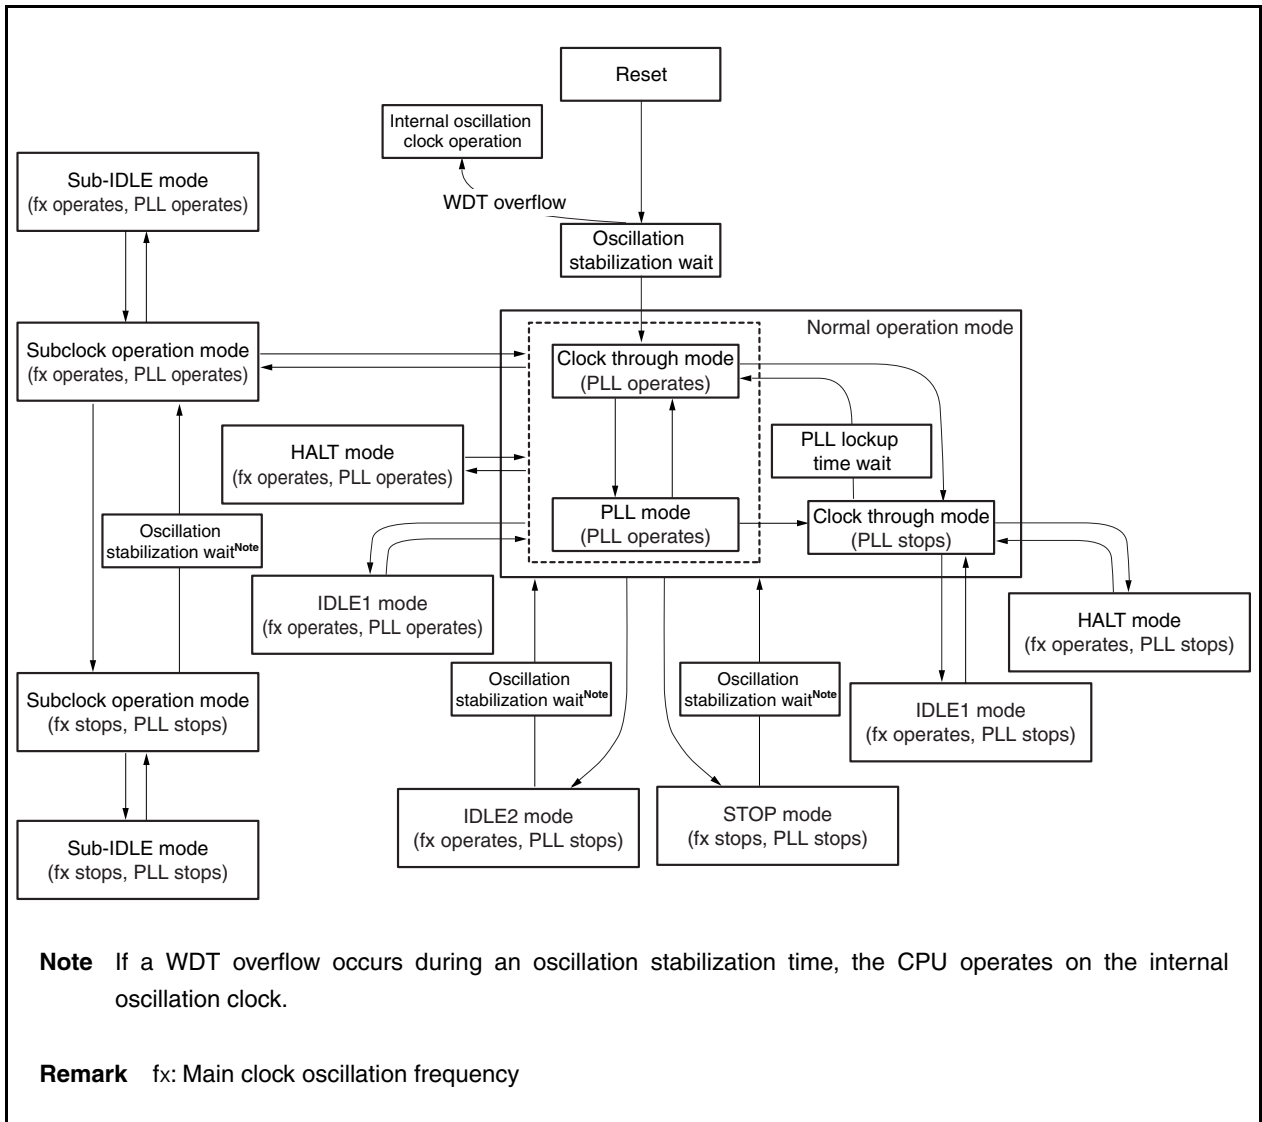 Reset
Internal oscillation
clock operation
WDT overflow
Oscillation
stabilization wait
Sub-IDLE mode
(fx operates, PLL operates)
Normal operation mode
Subclock operation mode
(fx operates, PLL operates)
Clock through mode
(PLL operates)
HALT mode
(fx operates, PLL operates)
PLL lockup
time wait
PLL mode
(PLL operates)
Clock through mode
(PLL stops)
Oscillation
stabilization waitNote
IDLE1 mode
(fx operates, PLL operates)
HALT mode
(fx operates, PLL stops)
Subclock operation mode
(fx stops, PLL stops)
Oscillation
stabilization waitNote
Oscillation
stabilization waitNote
IDLE1 mode
(fx operates, PLL stops)
IDLE2 mode
(fx operates, PLL stops)
STOP mode
(fx stops, PLL stops)
Sub-IDLE mode
(fx stops, PLL stops)
Note If a WDT overflow occurs during an oscillation stabilization time, the CPU operates on the internal
oscillation clock.
Remark fx: Main clock oscillation frequency